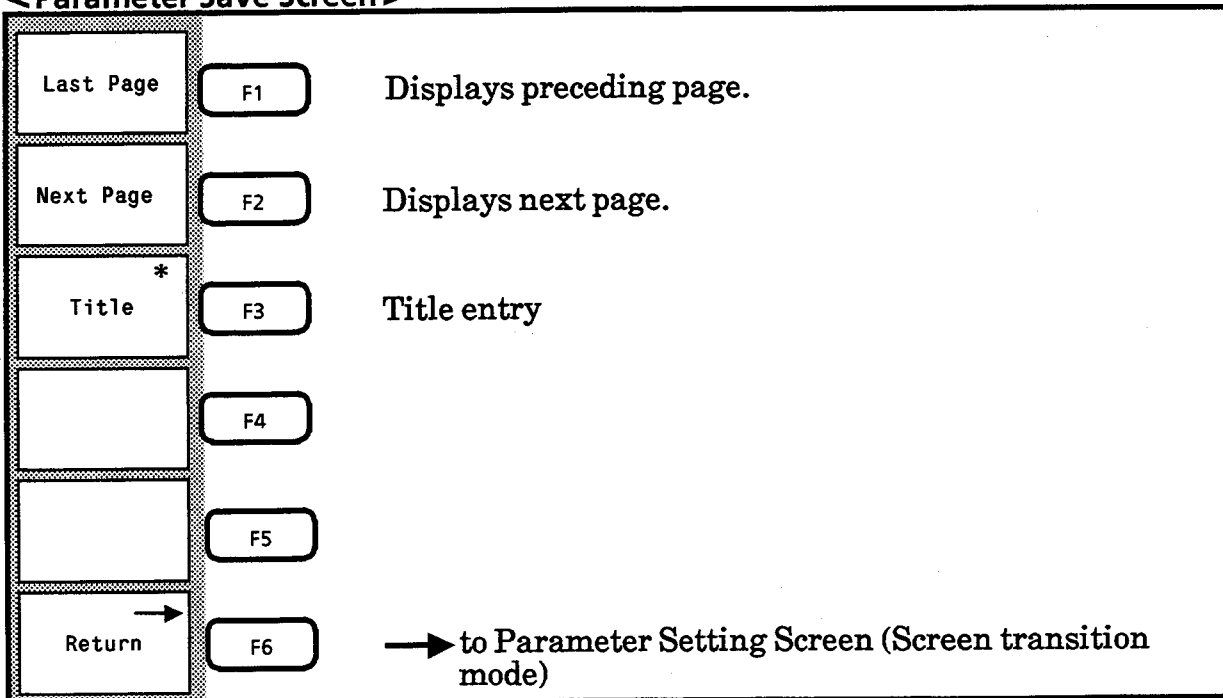 <Parameter Save Screen>
Last Page F1 Displays preceding page.
Next Page F2 Displays next page.
*
Title F3 Title entry
F4
F5
→
Return F6 → to Parameter Setting Screen (Screen transition
mode)